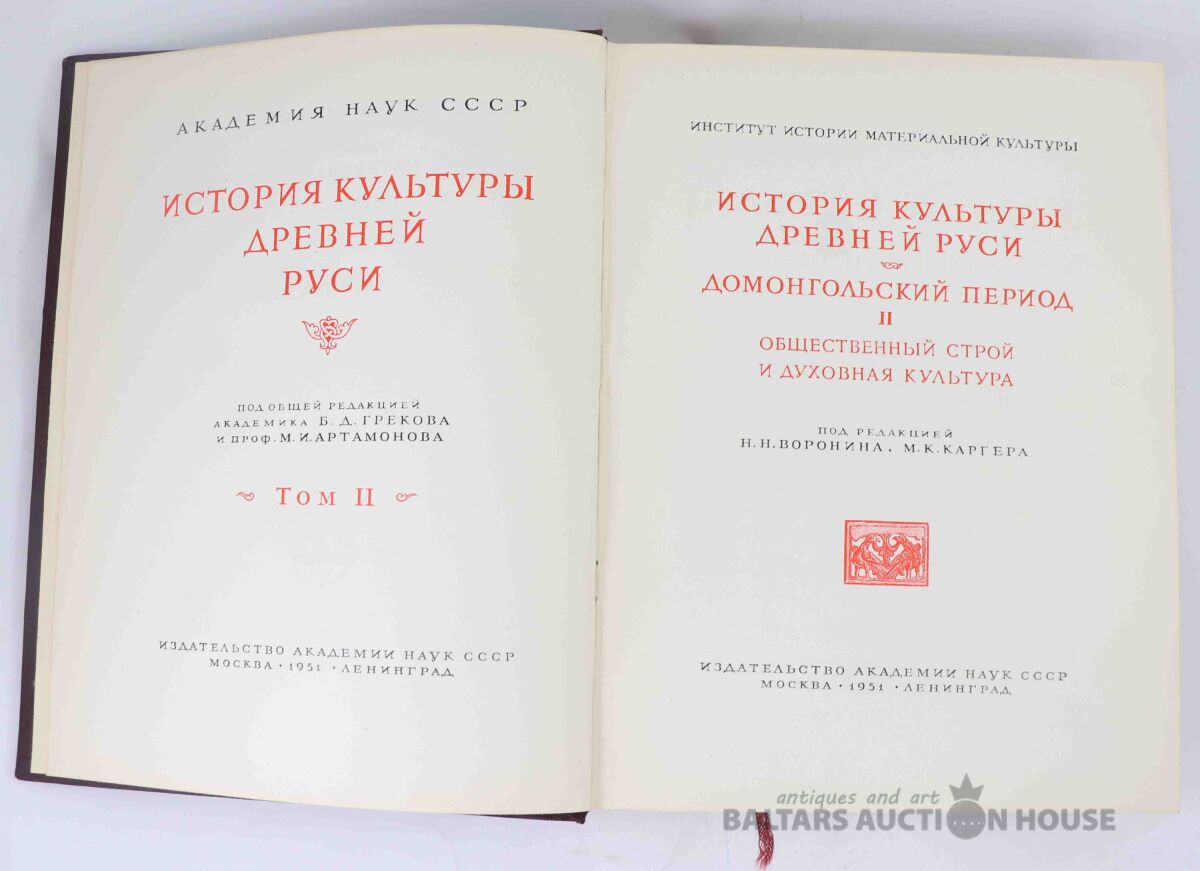 АКАДЕМИЯ НАУК СССР
ИСТОРИЯ КУЛЬТУРЫ
ДРЕВНЕЙ
РУСИ
ПОД ОБЩЕЙ РЕДАКЦИЕЙ
АКАДЕМИКА Б. Д. ГРЕКОВА
И ПРОФ. М. И. АРТАМОНОВА
Том II
ИЗДАТЕЛЬСТВО АКАДЕМИИ НАУК СССР
МОСКВА · 1951 · ЛЕНИНГРАД
ИНСТИТУТ ИСТОРИИ МАТЕРИАЛЬНОЙ КУЛЬТУРЫ
ИСТОРИЯ КУЛЬТУРЫ
ДРЕВНЕЙ РУСИ
ДОМОНГОЛЬСКИЙ ПЕРИОД
II
ОБЩЕСТВЕННЫЙ СТРОЙ
И ДУХОВНАЯ КУЛЬТУРА
ПОД РЕДАКЦИЕЙ
Н. Н. ВОРОНИНА, М. К. КАРГЕРА
ИЗДАТЕЛЬСТВО АКАДЕМИИ НАУК СССР
МОСКВА · 1951 · ЛЕНИНГРАД
antiques and art
BALTARS AUCTION HOUSE